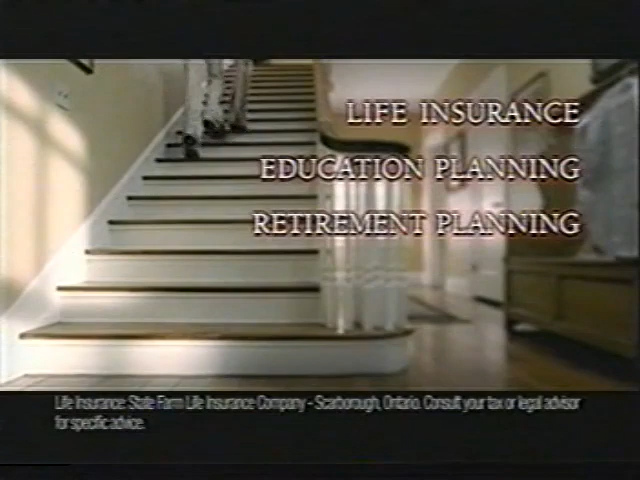 LIFE INSURANCE
EDUCATION PLANNING
RETIREMENT PLANNING
Life Insurance: State Farm Life Insurance Company - Scarborough, Ontario. Consult your tax or legal advisor
for specific advice.